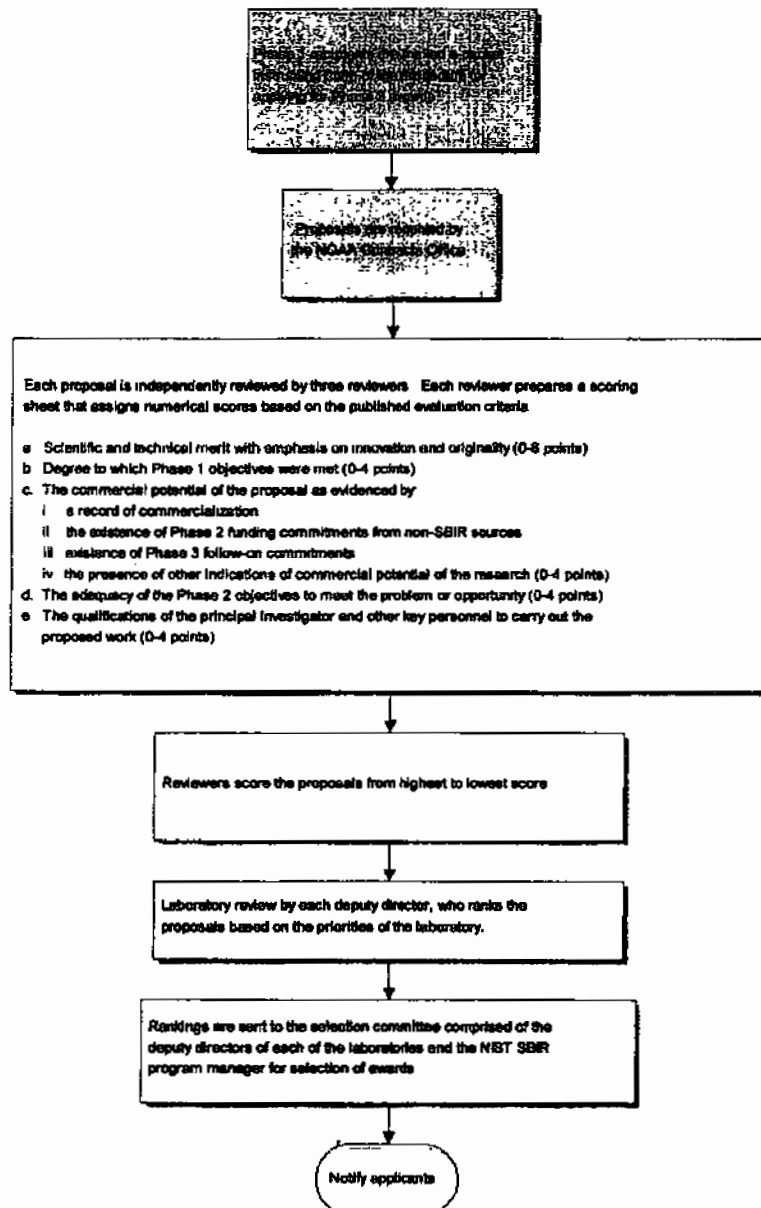 Phase 1
applying for Phase 2 awards
Proposals are received by
the NOAA Contracts Office
Each proposal is independently reviewed by three reviewers Each reviewer prepares a scoring
sheet that assigns numerical scores based on the published evaluation criteria
a Scientific and technical merit with emphasis on innovation and originality
b Degree to which Phase 1 objectives were met (0-4 points)
c. The commercial potential of the proposal as evidenced by
i a record of commercialization
ii the existence of Phase 2 funding commitments from non-SBIR sources
iii existence of Phase 3 follow-on commitments
iv the presence of other indications of commercial potential of the research (0-4 points)
d. The adequacy of the Phase 2 objectives to meet the problem or opportunity (0-4 points)
e The qualifications of the principal investigator and other key personnel to carry out the
proposed work (0-4 points)
Reviewers score the proposals from highest to lowest score
Laboratory review by each deputy director, who ranks the
proposals based on the priorities of the laboratory.
Rankings are sent to the selection committee comprised of the
deputy directors of each of the laboratories and the NIST SBIR
program manager for selection of awards
Notify applicants